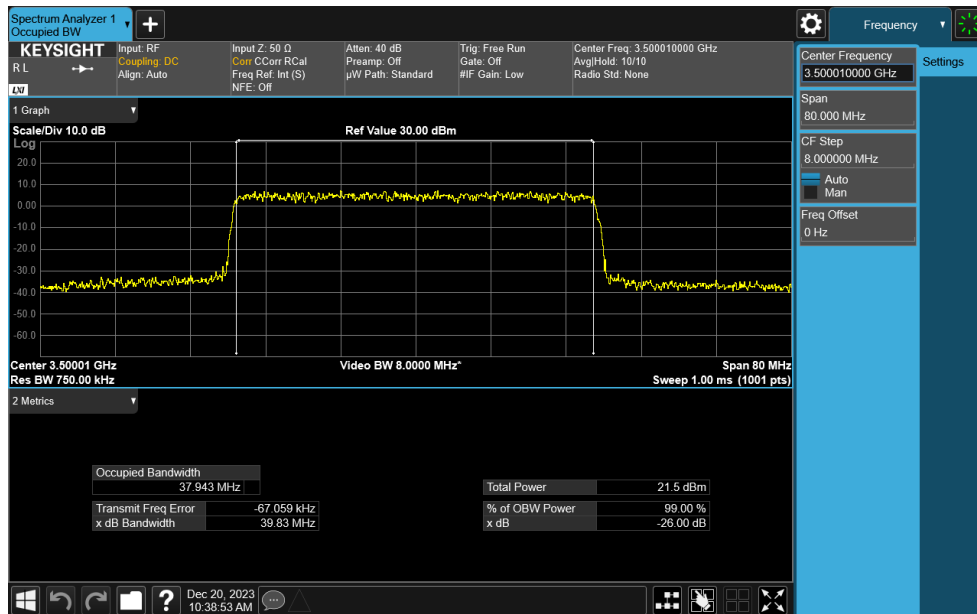 Spectrum Analyzer 1
Occupied BW
Frequency
KEYSIGHT
R L
LXI
Input: RF
Coupling: DC
Align: Auto
Input Z: 50 Ω
Corr CCorr RCal
Freq Ref: Int (S)
NFE: Off
Atten: 40 dB
Preamp: Off
µW Path: Standard
Trig: Free Run
Gate: Off
#IF Gain: Low
Center Freq: 3.500010000 GHz
Avg|Hold: 10/10
Radio Std: None
Center Frequency
3.500010000 GHz
Settings
Span
80.000 MHz
CF Step
8.000000 MHz
Auto
Man
Freq Offset
0 Hz
1 Graph
Scale/Div 10.0 dB
Ref Value 30.00 dBm
Log
20.0
10.0
0.00
-10.0
-20.0
-30.0
-40.0
-50.0
-60.0
Center 3.50001 GHz
Video BW 8.0000 MHz*
Span 80 MHz
Res BW 750.00 kHz
Sweep 1.00 ms (1001 pts)
2 Metrics
Occupied Bandwidth
37.943 MHz
Total Power 21.5 dBm
Transmit Freq Error -67.059 kHz
% of OBW Power 99.00 %
x dB Bandwidth 39.83 MHz
x dB -26.00 dB
Dec 20, 2023
10:38:53 AM